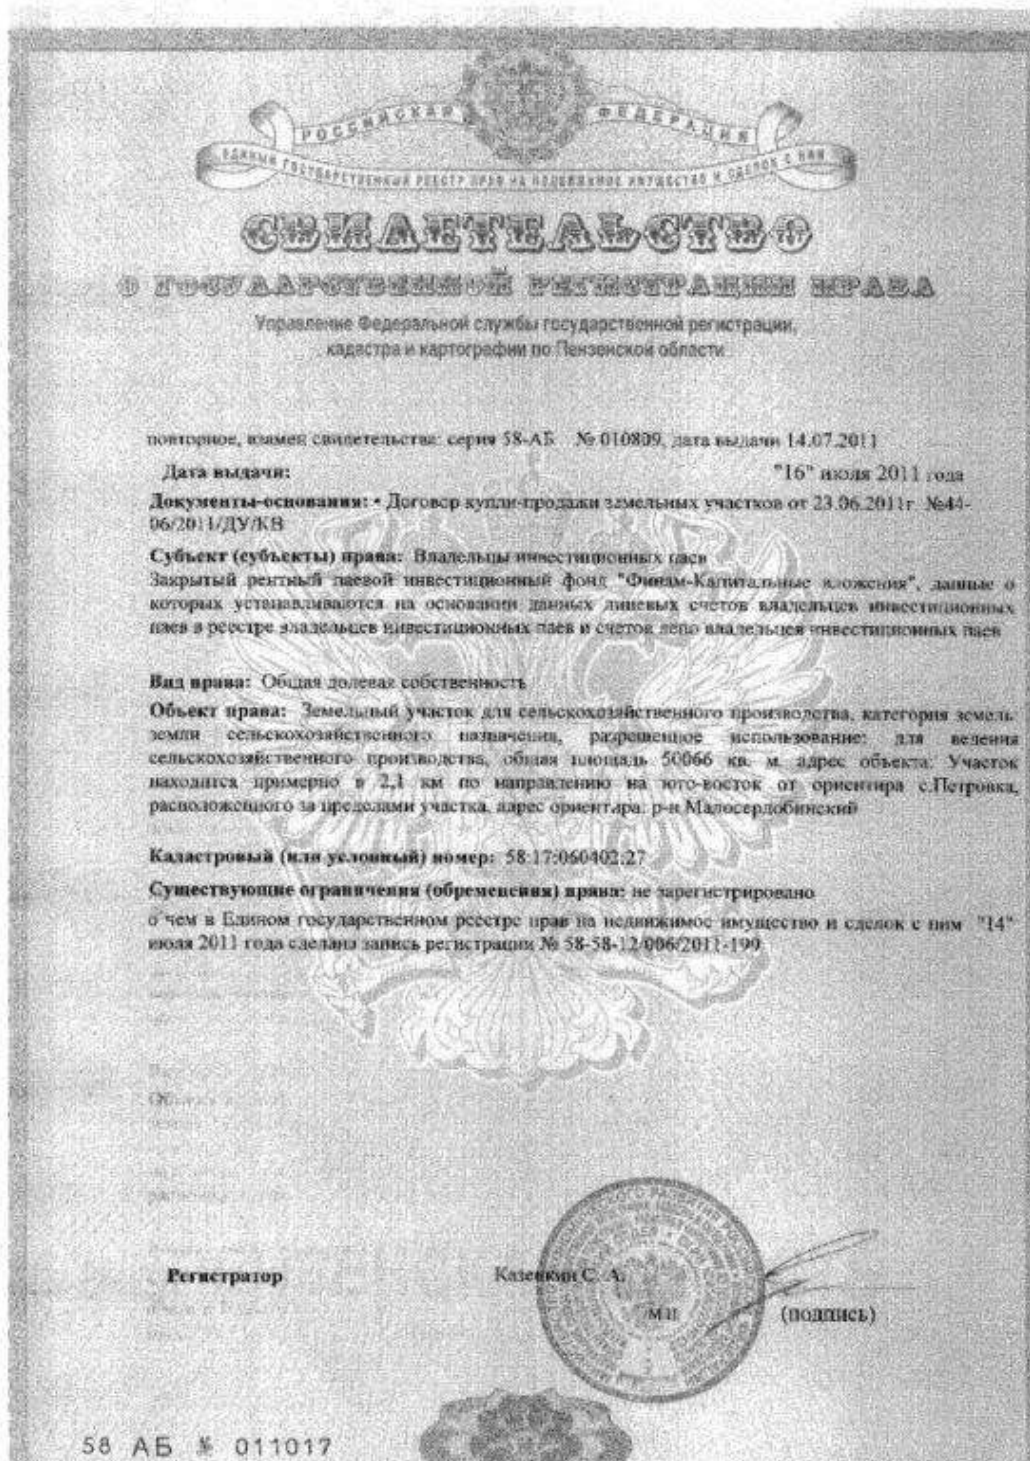 РОССИЙСКАЯ ФЕДЕРАЦИЯ
ЕДИНЫЙ ГОСУДАРСТВЕННЫЙ РЕЕСТР ПРАВ НА НЕДВИЖИМОЕ ИМУЩЕСТВО И СДЕЛОК С НИМ
СВИДЕТЕЛЬСТВО
О ГОСУДАРСТВЕННОЙ РЕГИСТРАЦИИ ПРАВА
Управление Федеральной службы государственной регистрации,
кадастра и картографии по Пензенской области
повторное, взамен свидетельства: серия 58-АБ № 010809, дата выдачи 14.07.2011
Дата выдачи: "16" июля 2011 года
Документы-основания: • Договор купли-продажи земельных участков от 23.06.2011г №44-
06/2011/ДУ/КВ
Субъект (субъекты) права: Владельцы инвестиционных паев
Закрытый рентный паевой инвестиционный фонд "Финам-Капитальные вложения", данные о
которых устанавливаются на основании данных лицевых счетов владельцев инвестиционных
паев в реестре владельцев инвестиционных паев и счетов депо владельцев инвестиционных паев
Вид права: Общая долевая собственность
Объект права: Земельный участок для сельскохозяйственного производства, категория земель:
земли сельскохозяйственного назначения, разрешенное использование: для ведения
сельскохозяйственного производства, общая площадь 50066 кв. м, адрес объекта: Участок
находится примерно в 2,1 км по направлению на юго-восток от ориентира с.Петровка,
расположенного за пределами участка, адрес ориентира: р-н Малосердобинский
Кадастровый (или условный) номер: 58:17:060402:27
Существующие ограничения (обременения) права: не зарегистрировано
о чем в Едином государственном реестре прав на недвижимое имущество и сделок с ним "14"
июля 2011 года сделана запись регистрации № 58-58-12/006/2011-190
Регистратор Казенкин С. А.
М.П. (подпись)
58 АБ № 011017